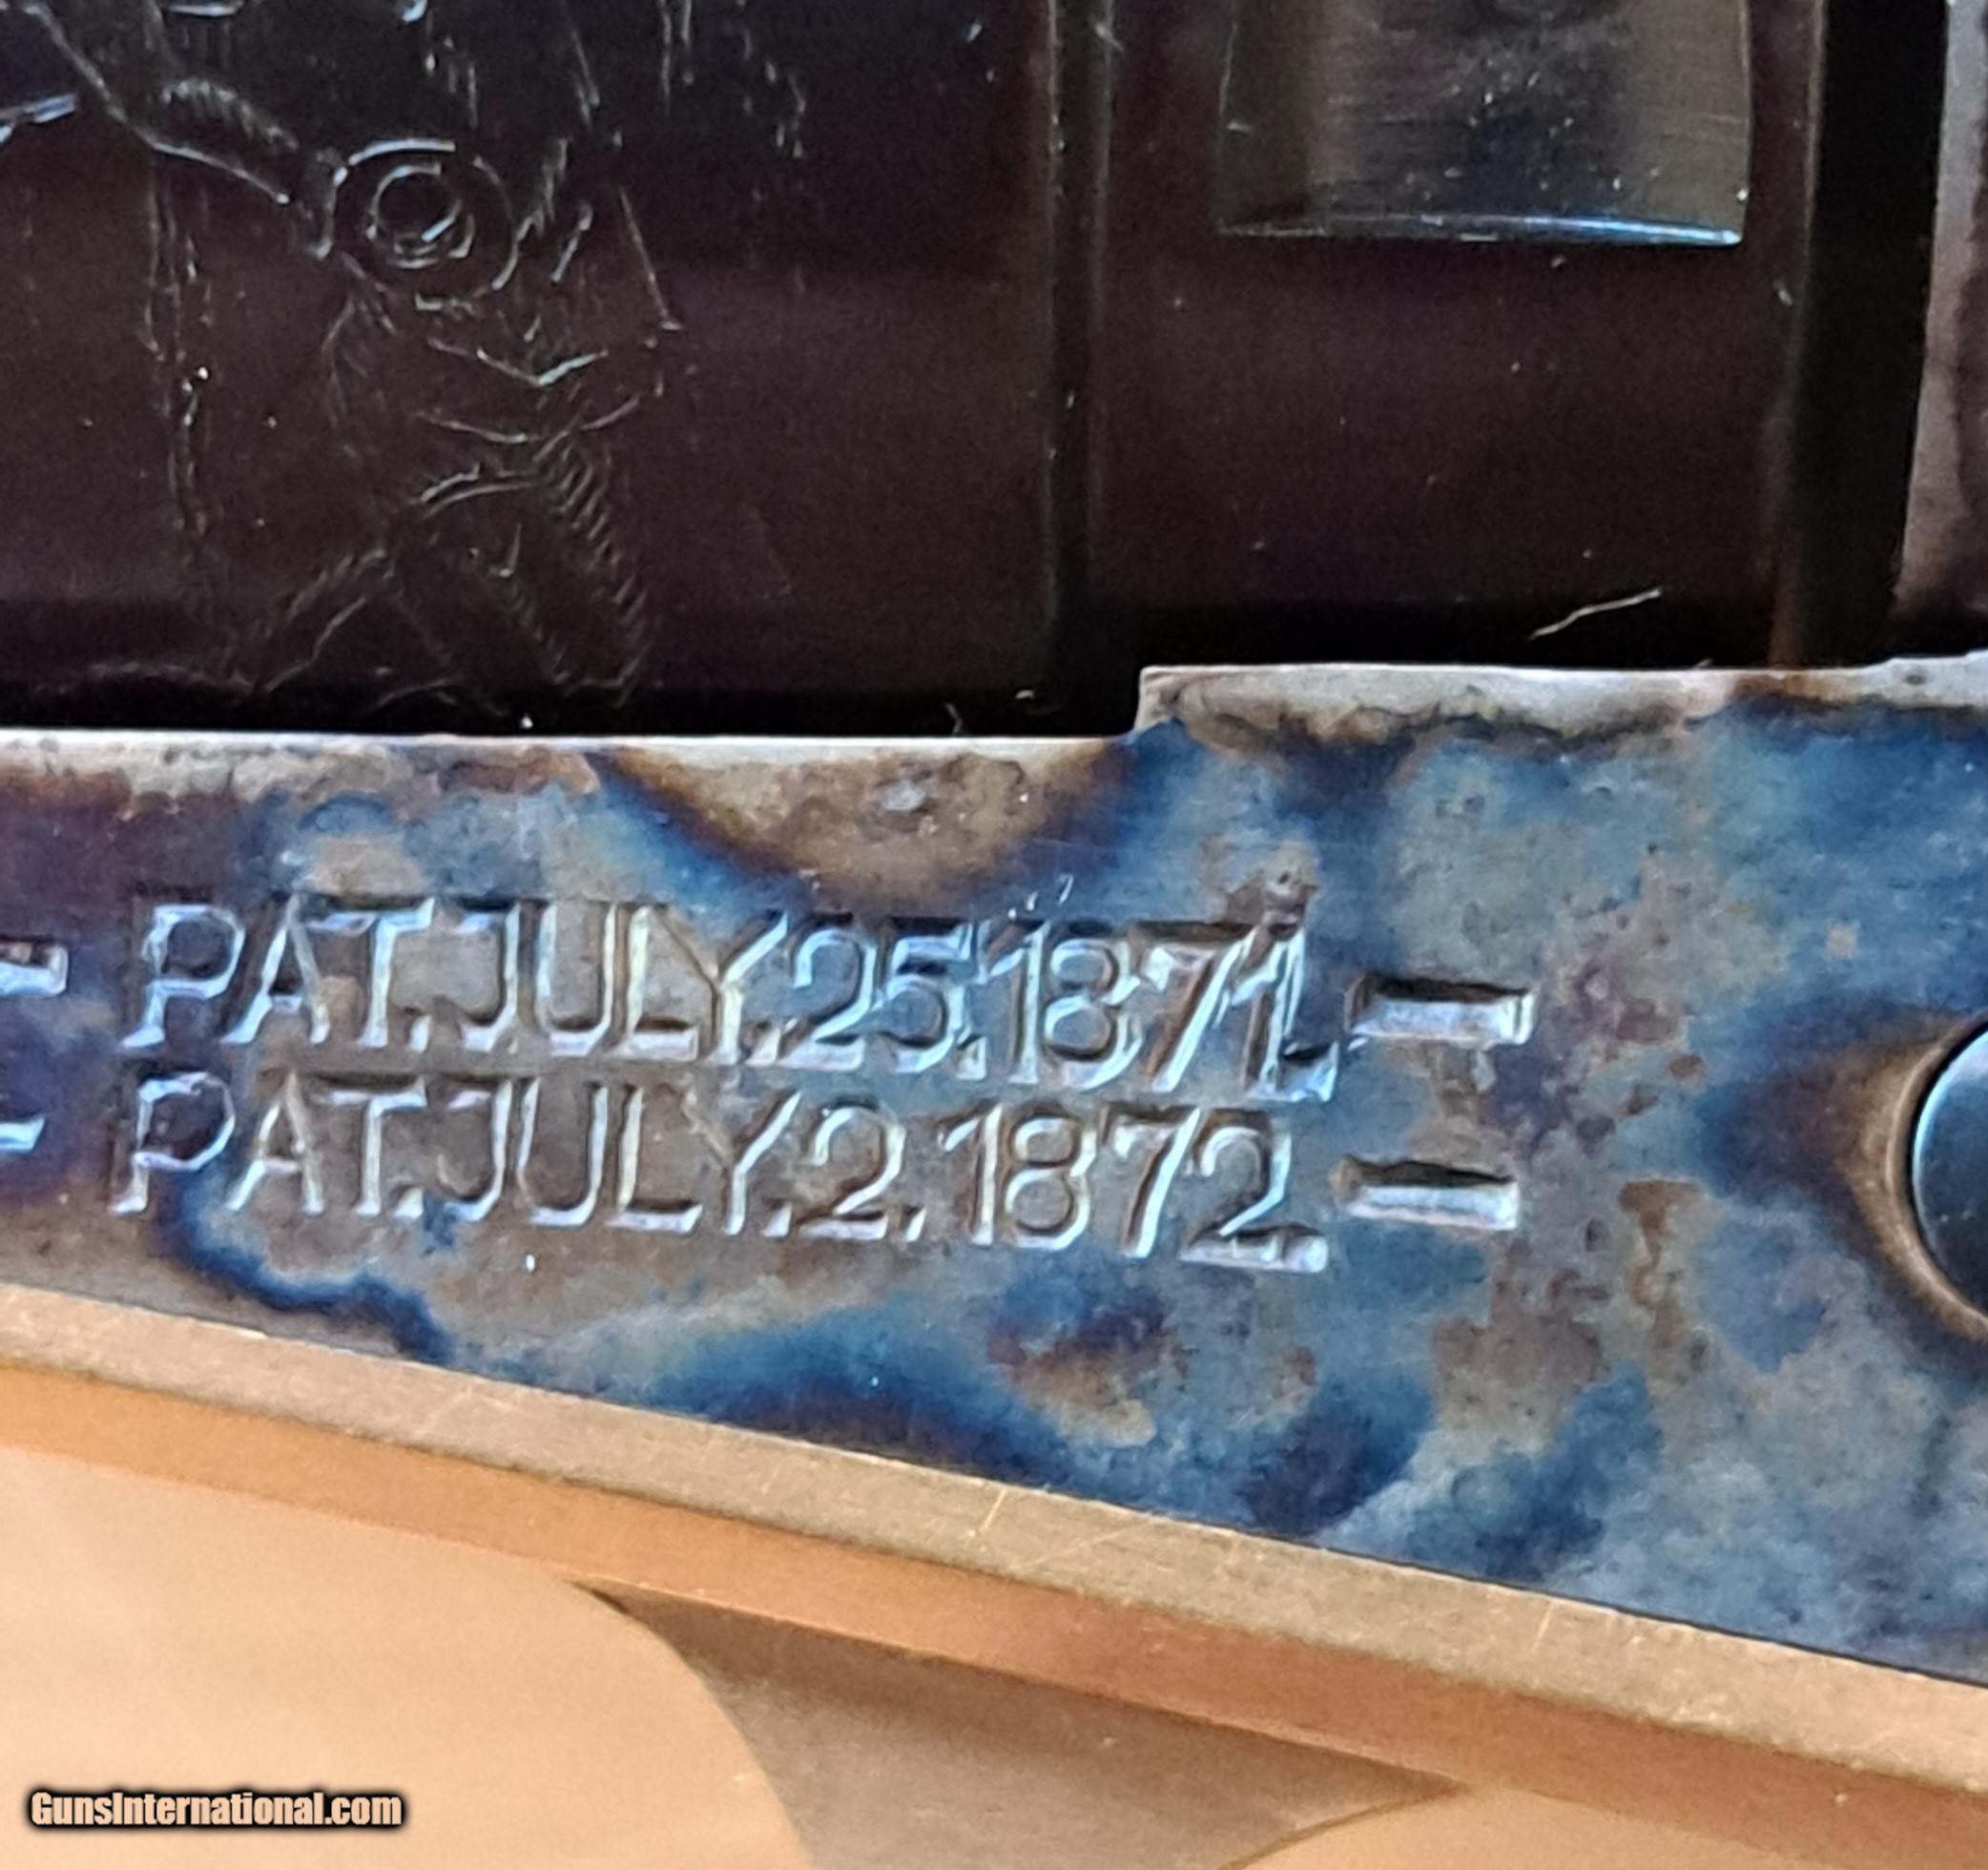 - PAT.JULY.25.1871.-
- PAT.JULY.2.1872.-
GunsInternational.com